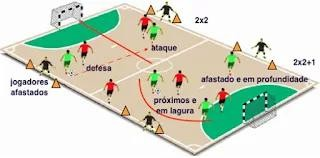 2x2
ataque
2x2+1
defesa
jogadores
afastados
afastado e em profundidade
próximos e
em lagura